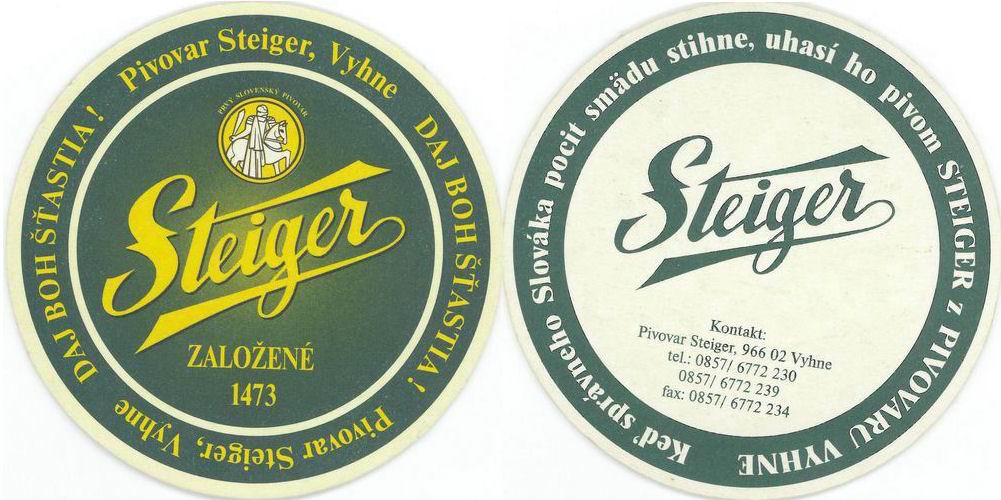 Pivovar Steiger, Vyhne
DAJ BOH ŠŤASTIA!
DAJ BOH ŠŤASTIA!
Pivovar Steiger, Vyhne
PRVÝ SLOVENSKÝ PIVOVAR
Steiger
ZALOŽENÉ
1473
Keď správneho Slováka pocit smädu stihne, uhasí ho pivom STEIGER z PIVOVARU VYHNE
Steiger
Kontakt:
Pivovar Steiger, 966 02 Vyhne
tel.: 0857/ 6772 230
0857/ 6772 239
fax: 0857/ 6772 234